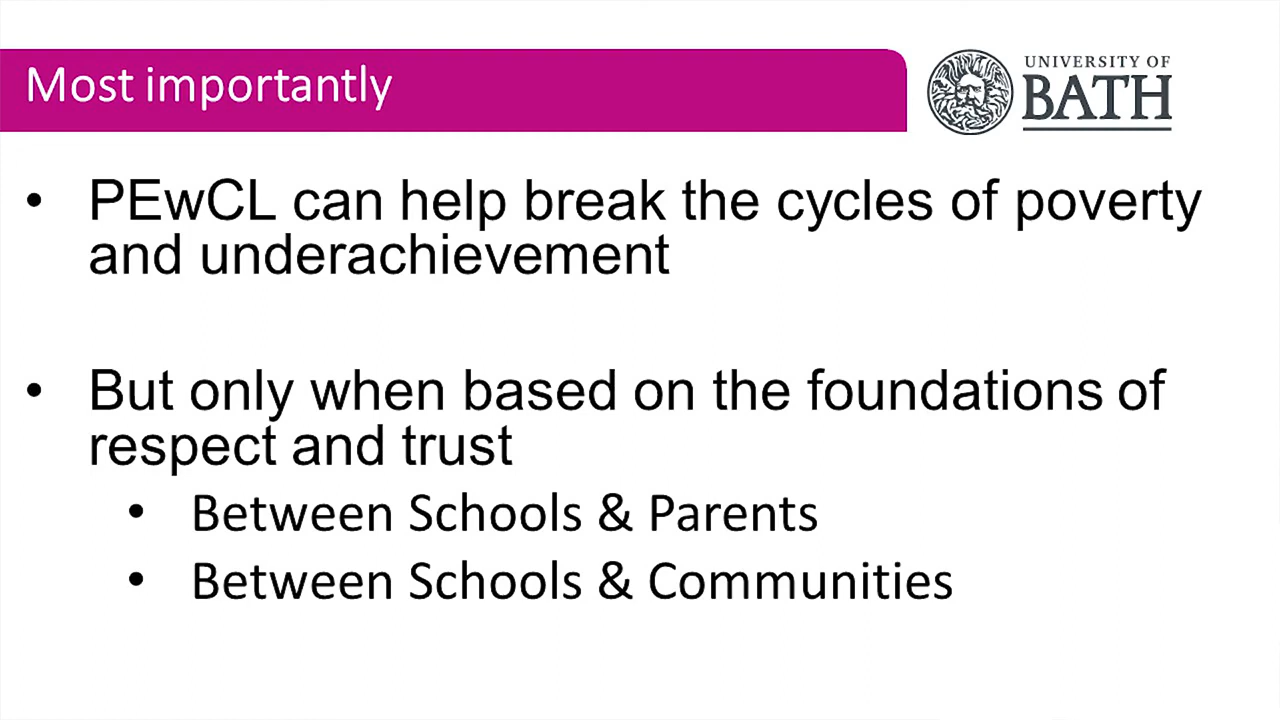 Most importantly
UNIVERSITY OF
BATH
• PEwCL can help break the cycles of poverty
and underachievement
• But only when based on the foundations of
respect and trust
• Between Schools & Parents
• Between Schools & Communities